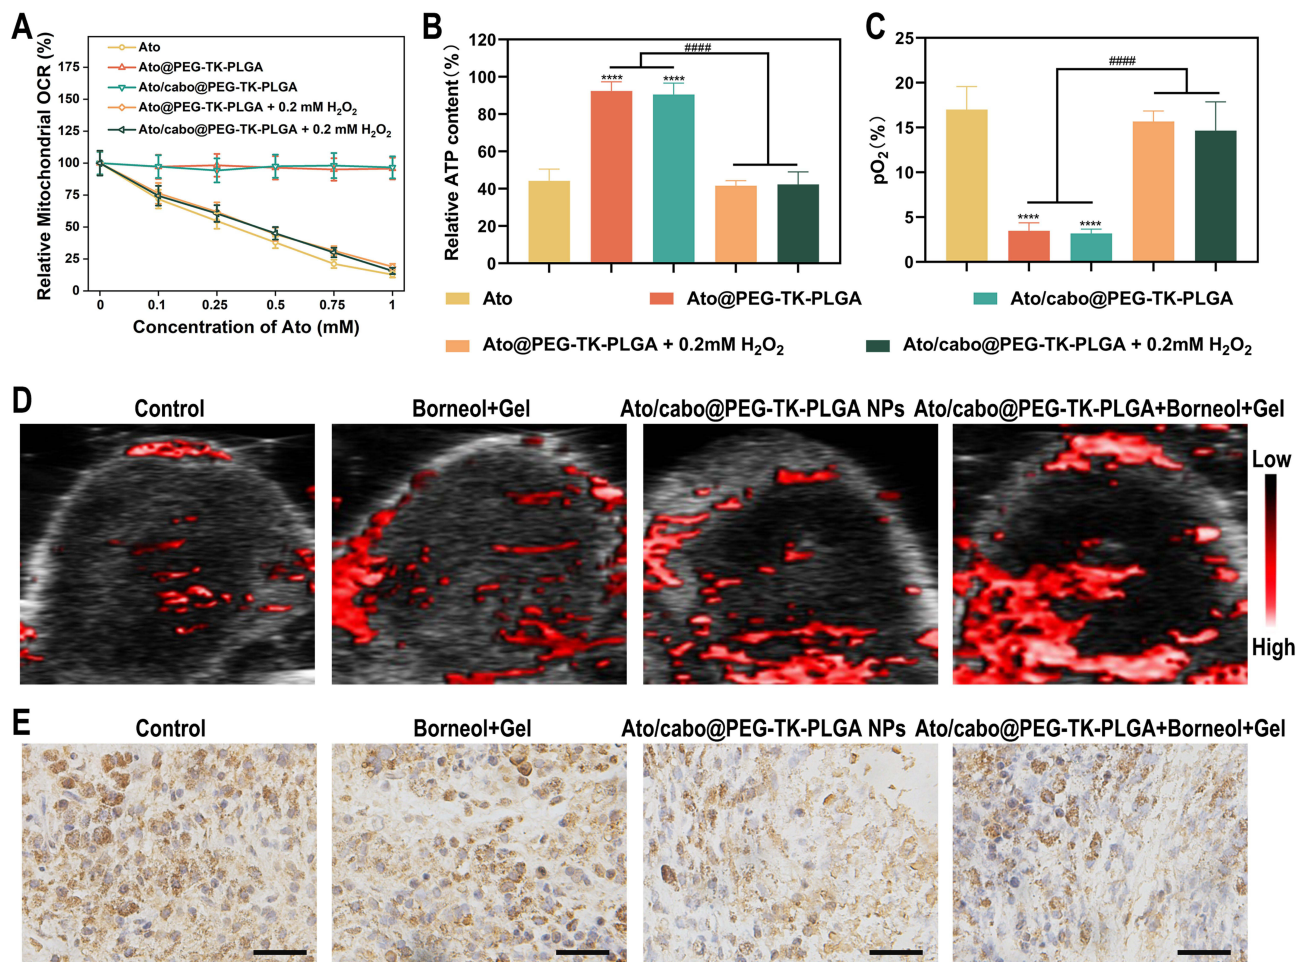 A
Relative Mitochondrial OCR (%)
175
150
125
100
75
50
25
0
0 0.1 0.25 0.5 0.75 1
Concentration of Ato (mM)
Ato
Ato@PEG-TK-PLGA
Ato/cabo@PEG-TK-PLGA
Ato@PEG-TK-PLGA + 0.2 mM H₂O₂
Ato/cabo@PEG-TK-PLGA + 0.2 mM H₂O₂
B
Relative ATP content(%)
120
100
80
60
40
20
0
####
**** ****
C
pO₂(%)
25
20
15
10
5
0
####
**** ****
Ato
Ato@PEG-TK-PLGA
Ato/cabo@PEG-TK-PLGA
Ato@PEG-TK-PLGA + 0.2mM H₂O₂
Ato/cabo@PEG-TK-PLGA + 0.2mM H₂O₂
D
Control
Borneol+Gel
Ato/cabo@PEG-TK-PLGA NPs
Ato/cabo@PEG-TK-PLGA+Borneol+Gel
Low
High
E
Control
Borneol+Gel
Ato/cabo@PEG-TK-PLGA NPs
Ato/cabo@PEG-TK-PLGA+Borneol+Gel